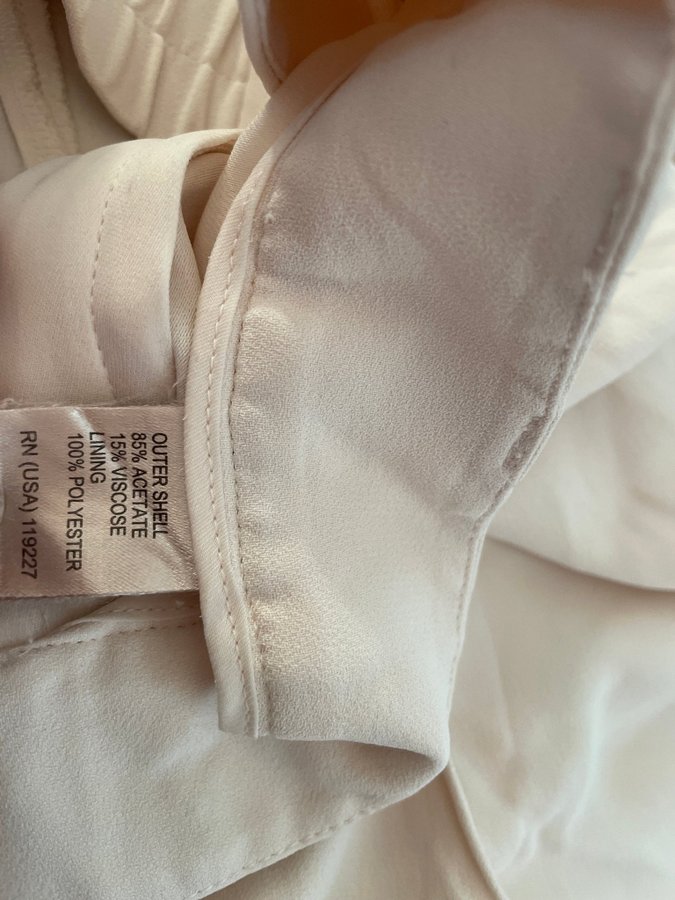 OUTER SHELL
85% ACETATE
15% VISCOSE
LINING
100% POLYESTER
RN (USA) 119227